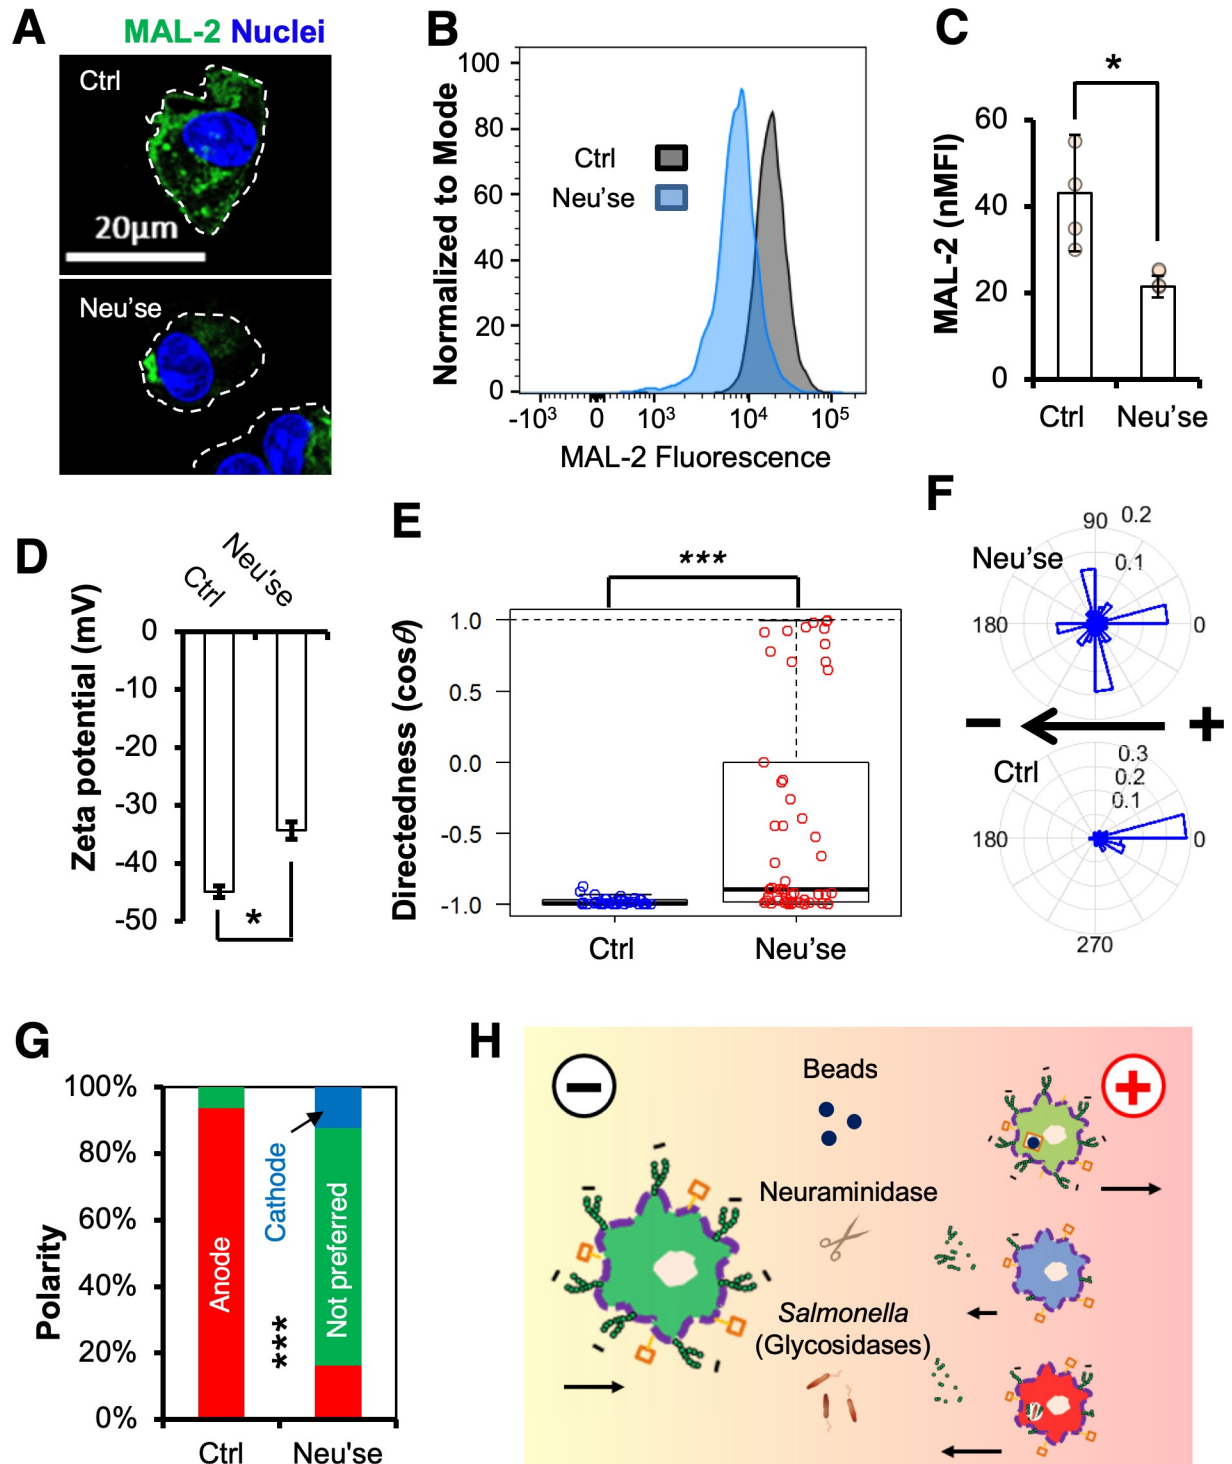 A
MAL-2 Nuclei
Ctrl
20µm
Neu'se
B
Normalized to Mode
100
80
60
40
20
0
Ctrl
Neu'se
-10³ 0 10³ 10⁴ 10⁵
MAL-2 Fluorescence
C
*
MAL-2 (nMFI)
60
40
20
0
Ctrl Neu'se
D
Ctrl
Neu'se
Zeta potential (mV)
0
-10
-20
-30
-40
-50
*
E
***
Directedness (cosθ)
1.0
0.5
0.0
-0.5
-1.0
Ctrl Neu'se
F
Neu'se
90 0.2
0.1
180 0
− +
Ctrl
0.3
0.2
0.1
180 0
270
G
Polarity
100%
80%
60%
40%
20%
0%
Anode
Cathode
***
Not preferred
Ctrl Neu'se
H
−
+
Beads
Neuraminidase
Salmonella
(Glycosidases)